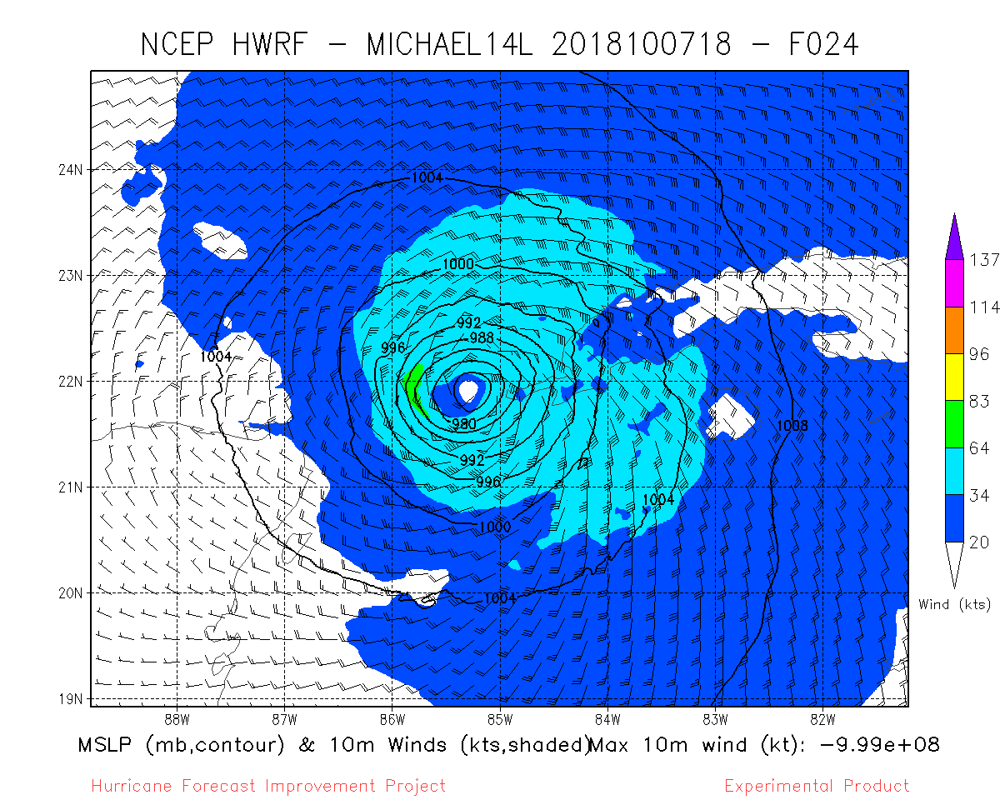 NCEP HWRF - MICHAEL14L 2018100718 - F024
24N
23N
22N
21N
20N
19N
88W 87W 86W 85W 84W 83W 82W
1004
1000
992
988
996
1004
980
1008
992
996
1004
1000
1004
137
114
96
83
64
34
20
Wind (kts)
MSLP (mb,contour) & 10m Winds (kts,shaded)
Max 10m wind (kt): -9.99e+08
Hurricane Forecast Improvement Project
Experimental Product